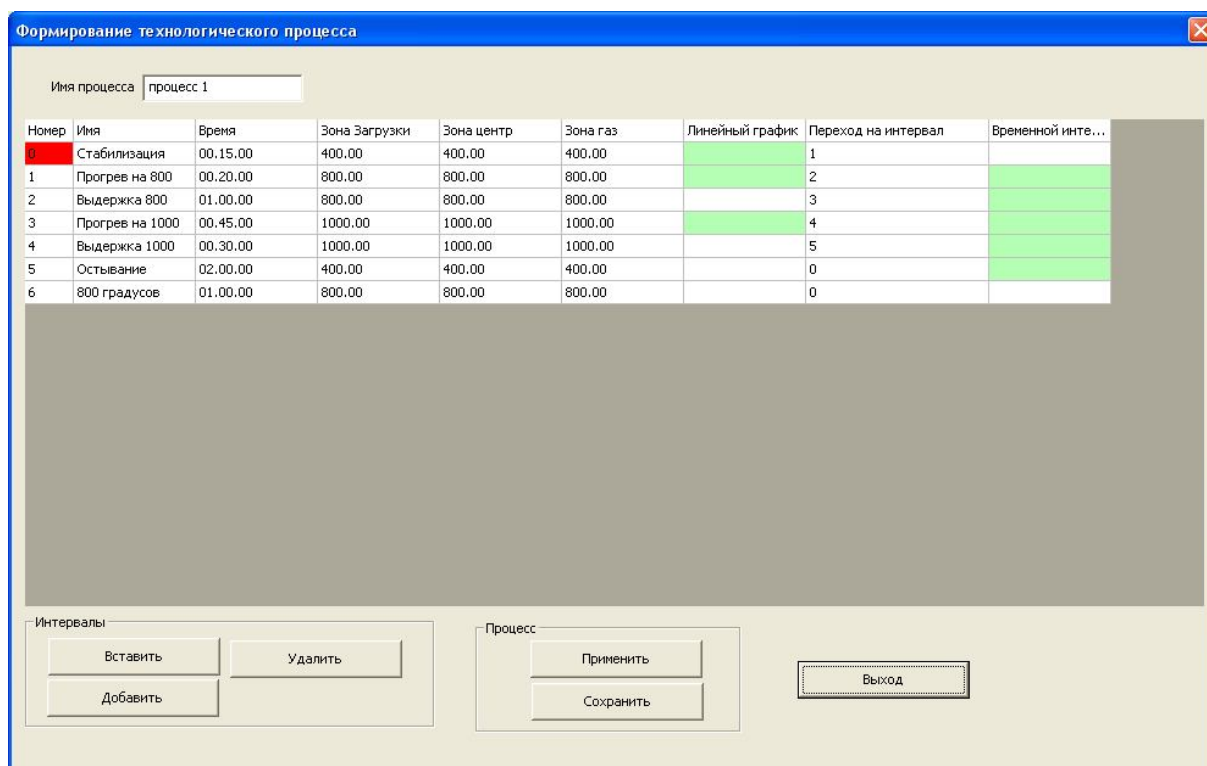 Формирование технологического процесса
Имя процесса процесс 1
Номер Имя Время Зона Загрузки Зона центр Зона газ Линейный график Переход на интервал Временной инте...
0 Стабилизация 00.15.00 400.00 400.00 400.00 1
1 Прогрев на 800 00.20.00 800.00 800.00 800.00 2
2 Выдержка 800 01.00.00 800.00 800.00 800.00 3
3 Прогрев на 1000 00.45.00 1000.00 1000.00 1000.00 4
4 Выдержка 1000 00.30.00 1000.00 1000.00 1000.00 5
5 Остывание 02.00.00 400.00 400.00 400.00 0
6 800 градусов 01.00.00 800.00 800.00 800.00 0
Интервалы
Вставить Удалить
Добавить
Процесс
Применить
Сохранить
Выход